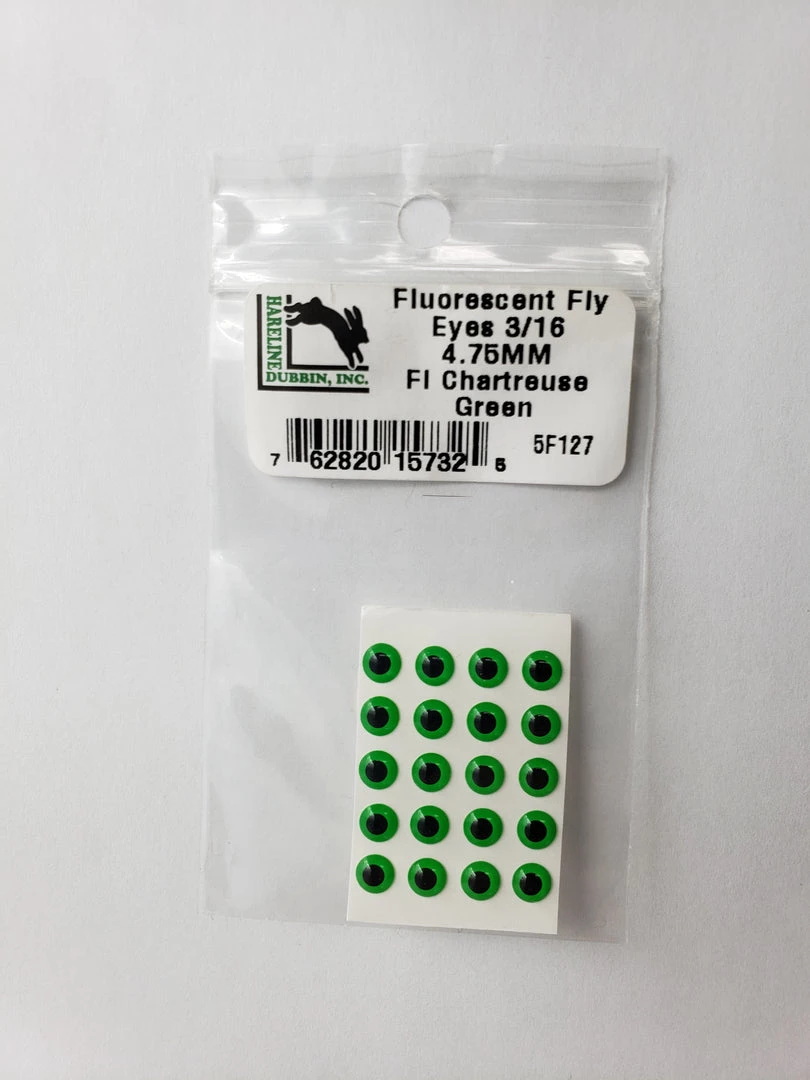 HARELINE
DUBBIN, INC.
Fluorescent Fly
Eyes 3/16
4.75MM
Fl Chartreuse
Green
5F127
7 62820 15732 5